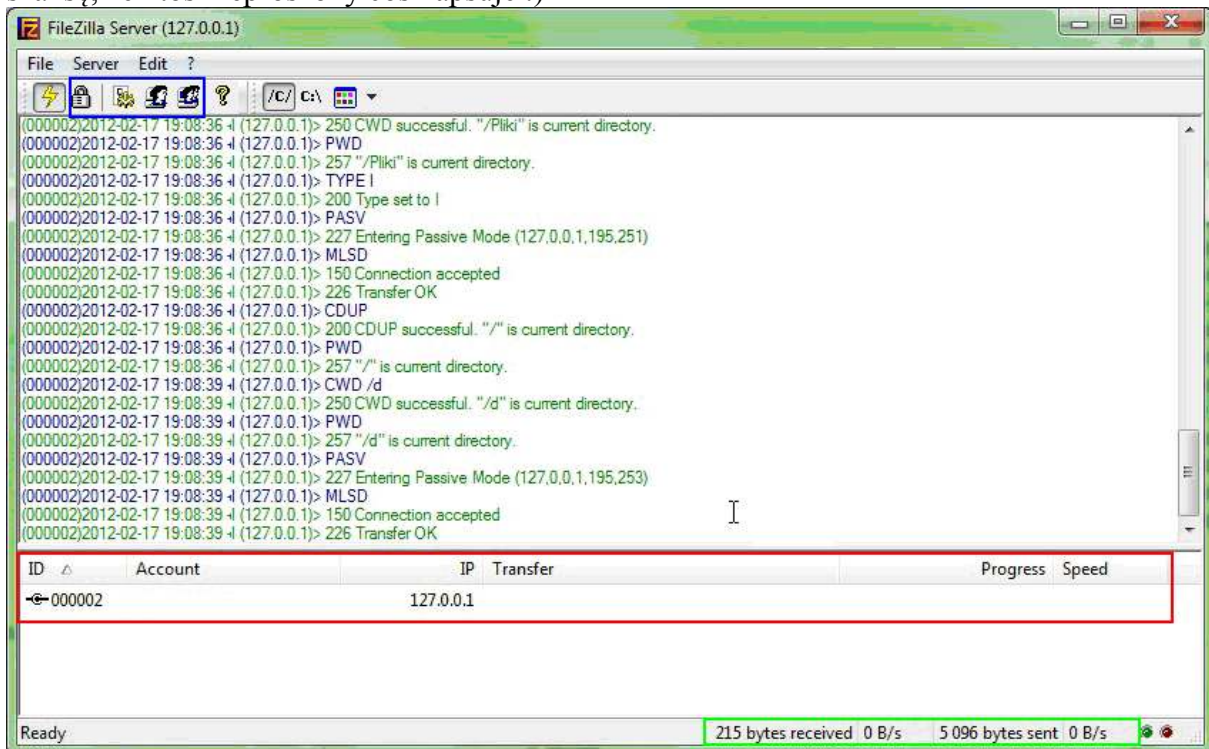 FileZilla Server (127.0.0.1)
File Server Edit ?
/C/ C:\
(000002)2012-02-17 19:08:36 -l (127.0.0.1)> 250 CWD successful. "/Pliki" is current directory.
(000002)2012-02-17 19:08:36 -l (127.0.0.1)> PWD
(000002)2012-02-17 19:08:36 -l (127.0.0.1)> 257 "/Pliki" is current directory.
(000002)2012-02-17 19:08:36 -l (127.0.0.1)> TYPE I
(000002)2012-02-17 19:08:36 -l (127.0.0.1)> 200 Type set to I
(000002)2012-02-17 19:08:36 -l (127.0.0.1)> PASV
(000002)2012-02-17 19:08:36 -l (127.0.0.1)> 227 Entering Passive Mode (127,0,0,1,195,251)
(000002)2012-02-17 19:08:36 -l (127.0.0.1)> MLSD
(000002)2012-02-17 19:08:36 -l (127.0.0.1)> 150 Connection accepted
(000002)2012-02-17 19:08:36 -l (127.0.0.1)> 226 Transfer OK
(000002)2012-02-17 19:08:36 -l (127.0.0.1)> CDUP
(000002)2012-02-17 19:08:36 -l (127.0.0.1)> 200 CDUP successful. "/" is current directory.
(000002)2012-02-17 19:08:36 -l (127.0.0.1)> PWD
(000002)2012-02-17 19:08:36 -l (127.0.0.1)> 257 "/" is current directory.
(000002)2012-02-17 19:08:39 -l (127.0.0.1)> CWD /d
(000002)2012-02-17 19:08:39 -l (127.0.0.1)> 250 CWD successful. "/d" is current directory.
(000002)2012-02-17 19:08:39 -l (127.0.0.1)> PWD
(000002)2012-02-17 19:08:39 -l (127.0.0.1)> 257 "/d" is current directory.
(000002)2012-02-17 19:08:39 -l (127.0.0.1)> PASV
(000002)2012-02-17 19:08:39 -l (127.0.0.1)> 227 Entering Passive Mode (127,0,0,1,195,253)
(000002)2012-02-17 19:08:39 -l (127.0.0.1)> MLSD
(000002)2012-02-17 19:08:39 -l (127.0.0.1)> 150 Connection accepted
(000002)2012-02-17 19:08:39 -l (127.0.0.1)> 226 Transfer OK
ID Account IP Transfer Progress Speed
000002 127.0.0.1
Ready 215 bytes received 0 B/s 5 096 bytes sent 0 B/s